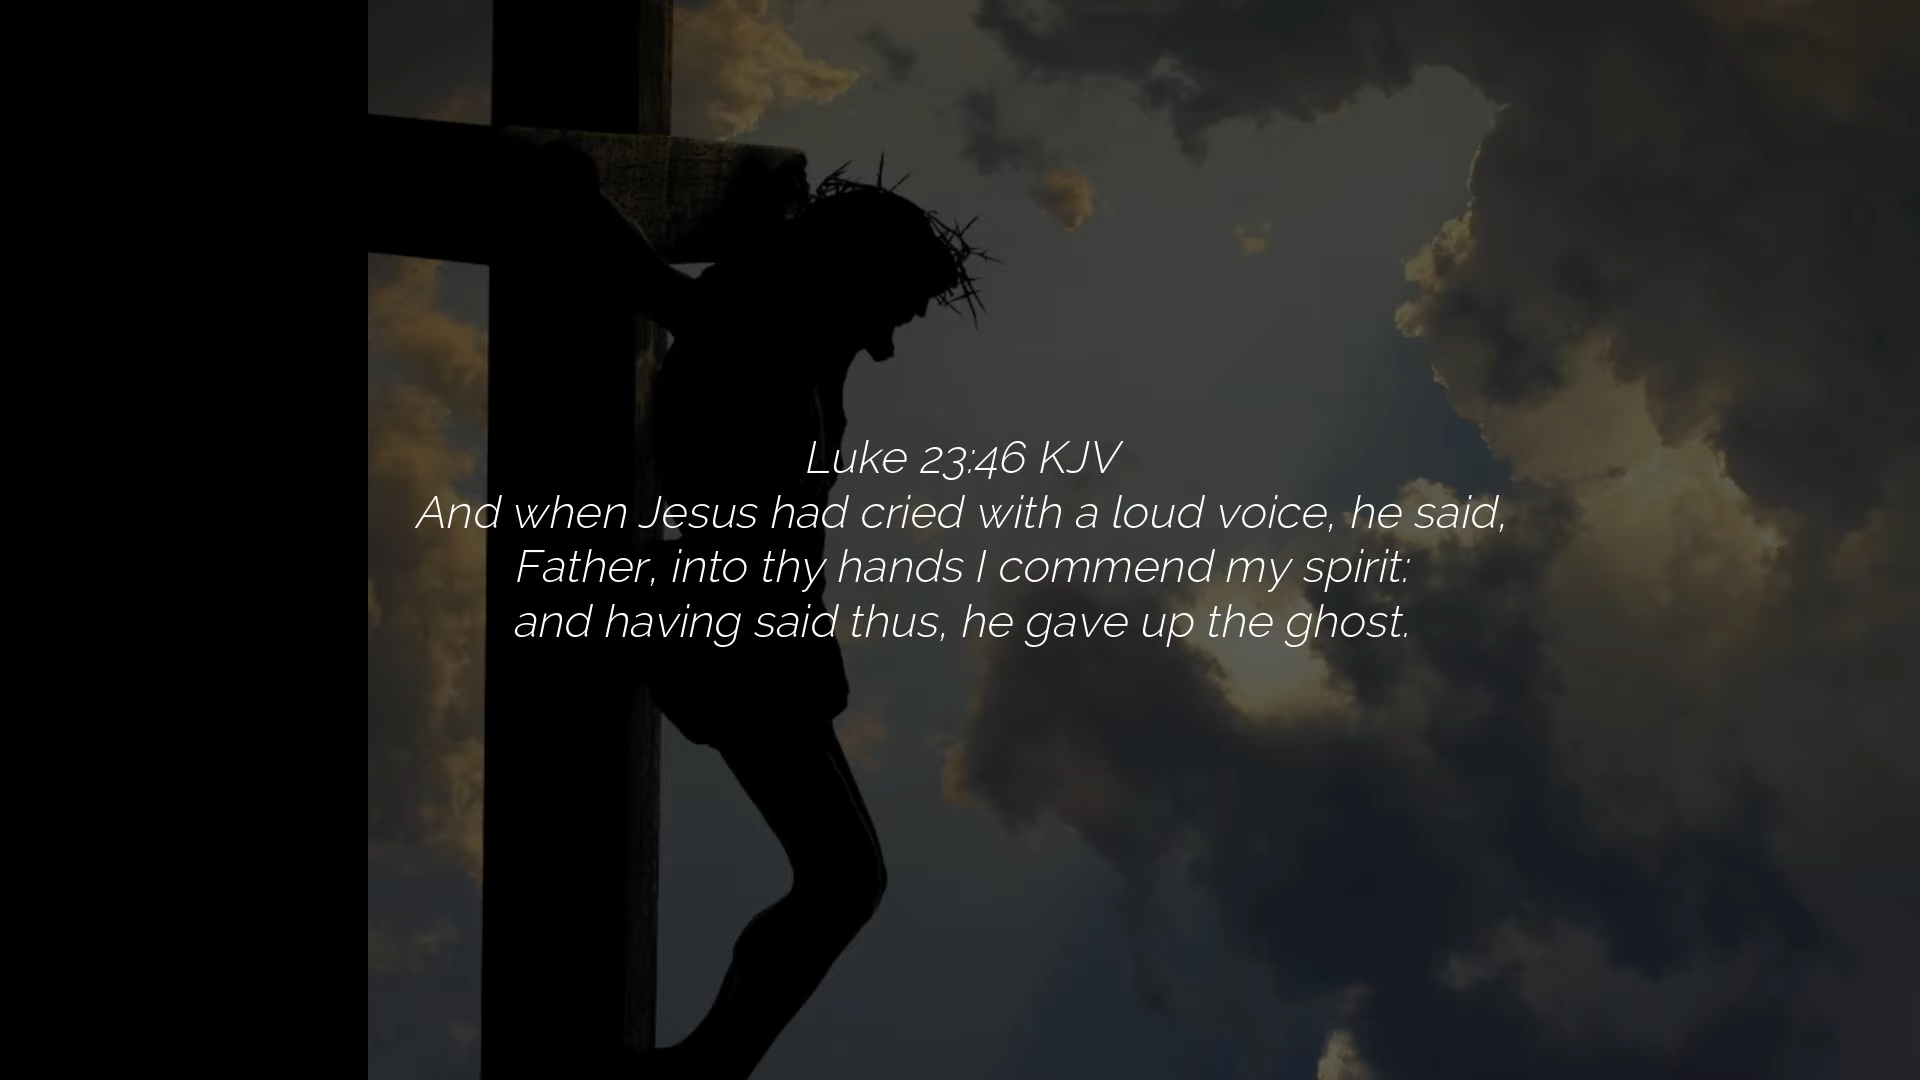 Luke 23:46 KJV
And when Jesus had cried with a loud voice, he said,
Father, into thy hands I commend my spirit:
and having said thus, he gave up the ghost.